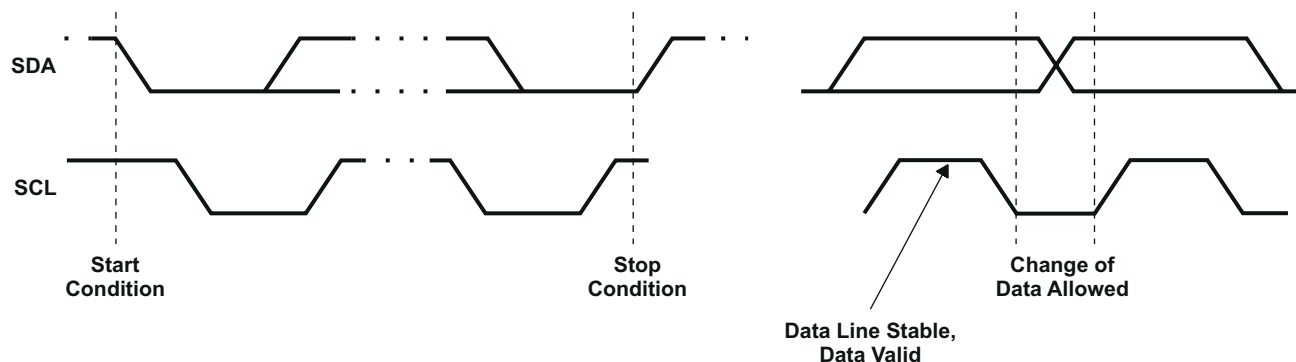 SDA
SCL
Start
Condition
Stop
Condition
Change of
Data Allowed
Data Line Stable,
Data Valid